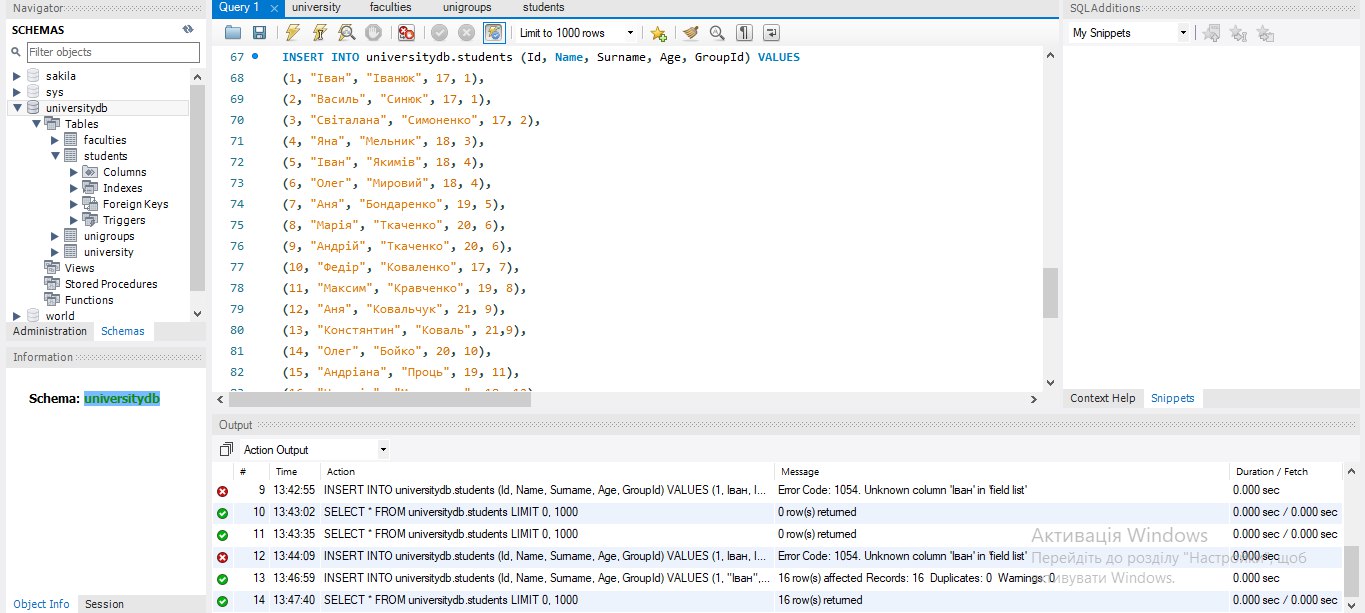 Navigator
SCHEMAS
Filter objects
sakila
sys
universitydb
Tables
faculties
students
Columns
Indexes
Foreign Keys
Triggers
unigroups
university
Views
Stored Procedures
Functions
world
Administration Schemas
Information
Schema: universitydb
Object Info Session
Query 1 university faculties unigroups students
Limit to 1000 rows
67 INSERT INTO universitydb.students (Id, Name, Surname, Age, GroupId) VALUES
68 (1, "Іван", "Іванюк", 17, 1),
69 (2, "Василь", "Синюк", 17, 1),
70 (3, "Світалана", "Симоненко", 17, 2),
71 (4, "Яна", "Мельник", 18, 3),
72 (5, "Іван", "Якимів", 18, 4),
73 (6, "Олег", "Мировий", 18, 4),
74 (7, "Аня", "Бондаренко", 19, 5),
75 (8, "Марія", "Ткаченко", 20, 6),
76 (9, "Андрій", "Ткаченко", 20, 6),
77 (10, "Федір", "Коваленко", 17, 7),
78 (11, "Максим", "Кравченко", 19, 8),
79 (12, "Аня", "Ковальчук", 21, 9),
80 (13, "Констянтин", "Коваль", 21,9),
81 (14, "Олег", "Бойко", 20, 10),
82 (15, "Андріана", "Проць", 19, 11),
SQLAdditions
My Snippets
Context Help Snippets
Output
Action Output
# Time Action Message Duration / Fetch
9 13:42:55 INSERT INTO universitydb.students (Id, Name, Surname, Age, GroupId) VALUES (1, Іван, І... Error Code: 1054. Unknown column 'Іван' in 'field list' 0.000 sec
10 13:43:02 SELECT * FROM universitydb.students LIMIT 0, 1000 0 row(s) returned 0.000 sec / 0.000 sec
11 13:43:35 SELECT * FROM universitydb.students LIMIT 0, 1000 0 row(s) returned 0.000 sec / 0.000 sec
12 13:44:09 INSERT INTO universitydb.students (Id, Name, Surname, Age, GroupId) VALUES (1, Іван, І... Error Code: 1054. Unknown column 'Іван' in 'field list' 0.000 sec
13 13:46:59 INSERT INTO universitydb.students (Id, Name, Surname, Age, GroupId) VALUES (1, "Іван",... 16 row(s) affected Records: 16 Duplicates: 0 Warnings: 0 0.000 sec
14 13:47:40 SELECT * FROM universitydb.students LIMIT 0, 1000 16 row(s) returned 0.000 sec / 0.000 sec
Активація Windows
Перейдіть до розділу "Настройки", щоб
активувати Windows.